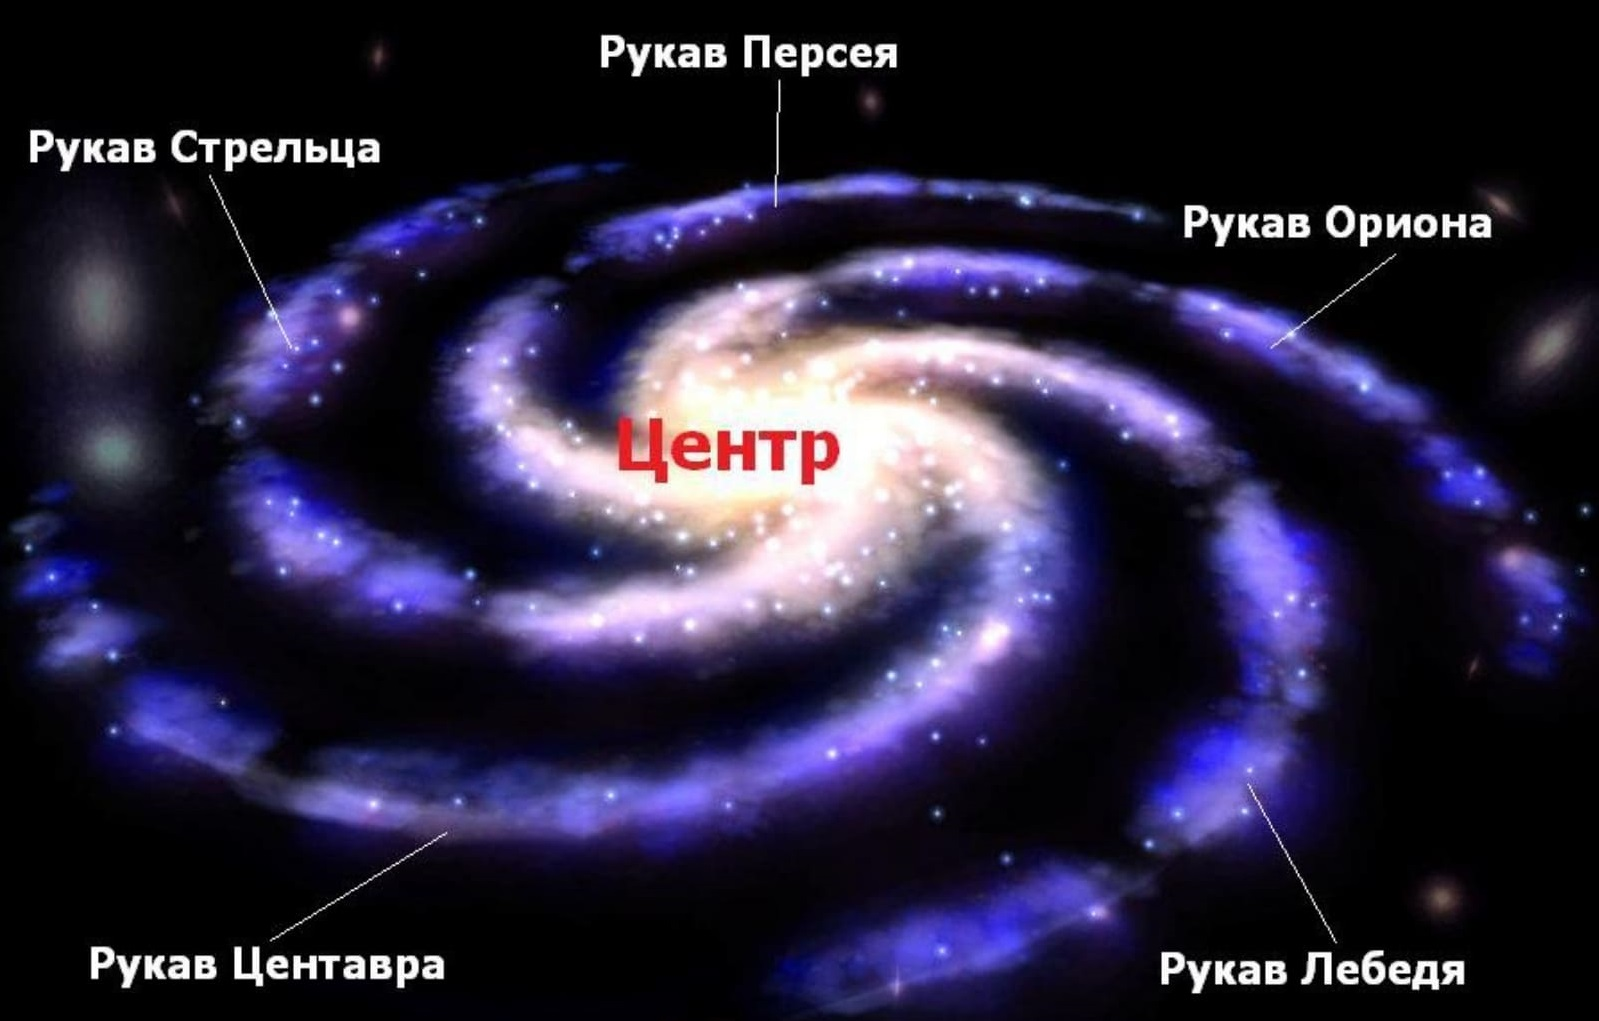 Рукав Персея
Рукав Стрельца
Рукав Ориона
Центр
Рукав Центавра
Рукав Лебедя